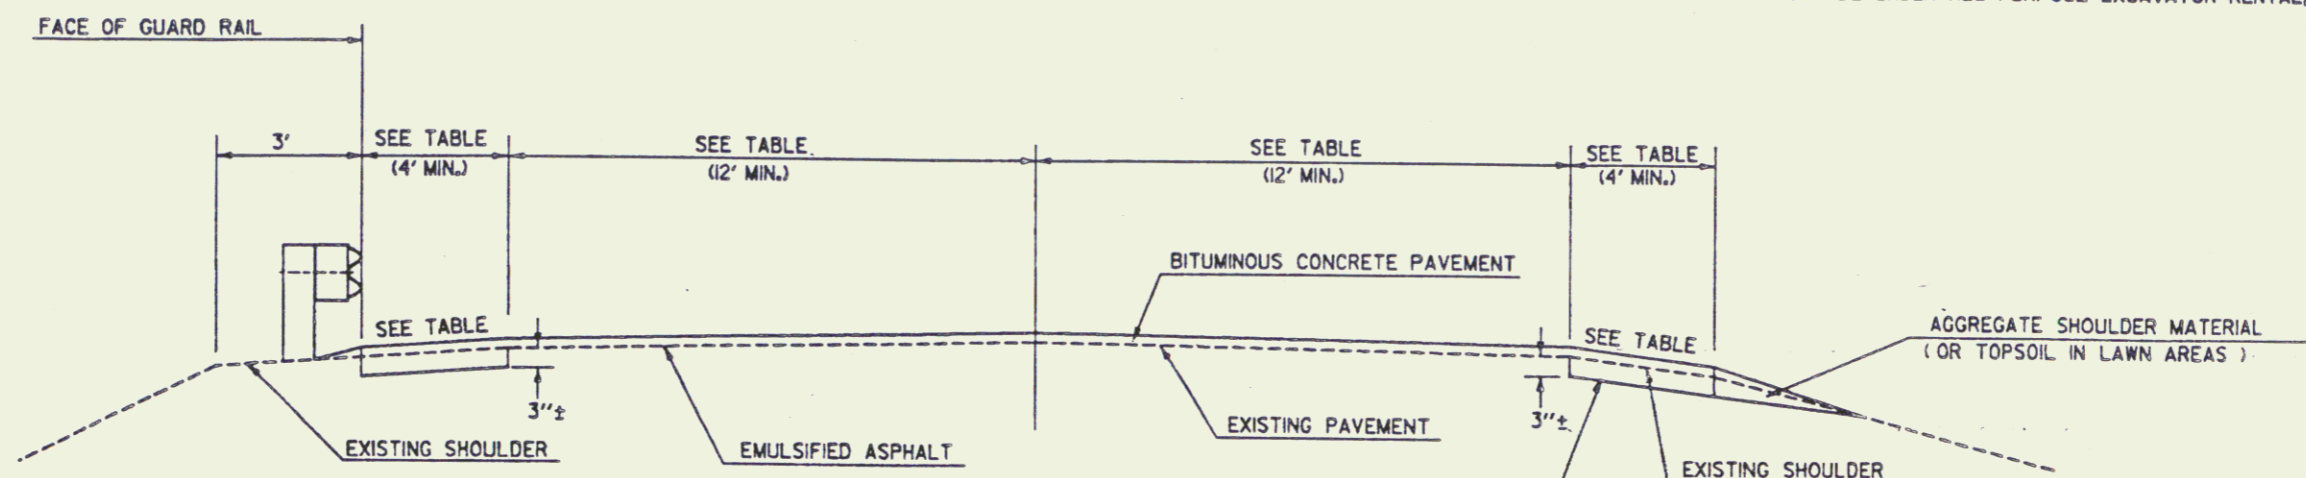 EXCAVATOR RENTAL
FACE OF GUARD RAIL
3'
SEE TABLE
(4' MIN.)
SEE TABLE.
(12' MIN.)
SEE TABLE
(12' MIN.)
SEE TABLE
(4' MIN.)
BITUMINOUS CONCRETE PAVEMENT
SEE TABLE
SEE TABLE
AGGREGATE SHOULDER MATERIAL
( OR TOPSOIL IN LAWN AREAS )
3"±
3"±
EXISTING SHOULDER
EMULSIFIED ASPHALT
EXISTING PAVEMENT
EXISTING SHOULDER